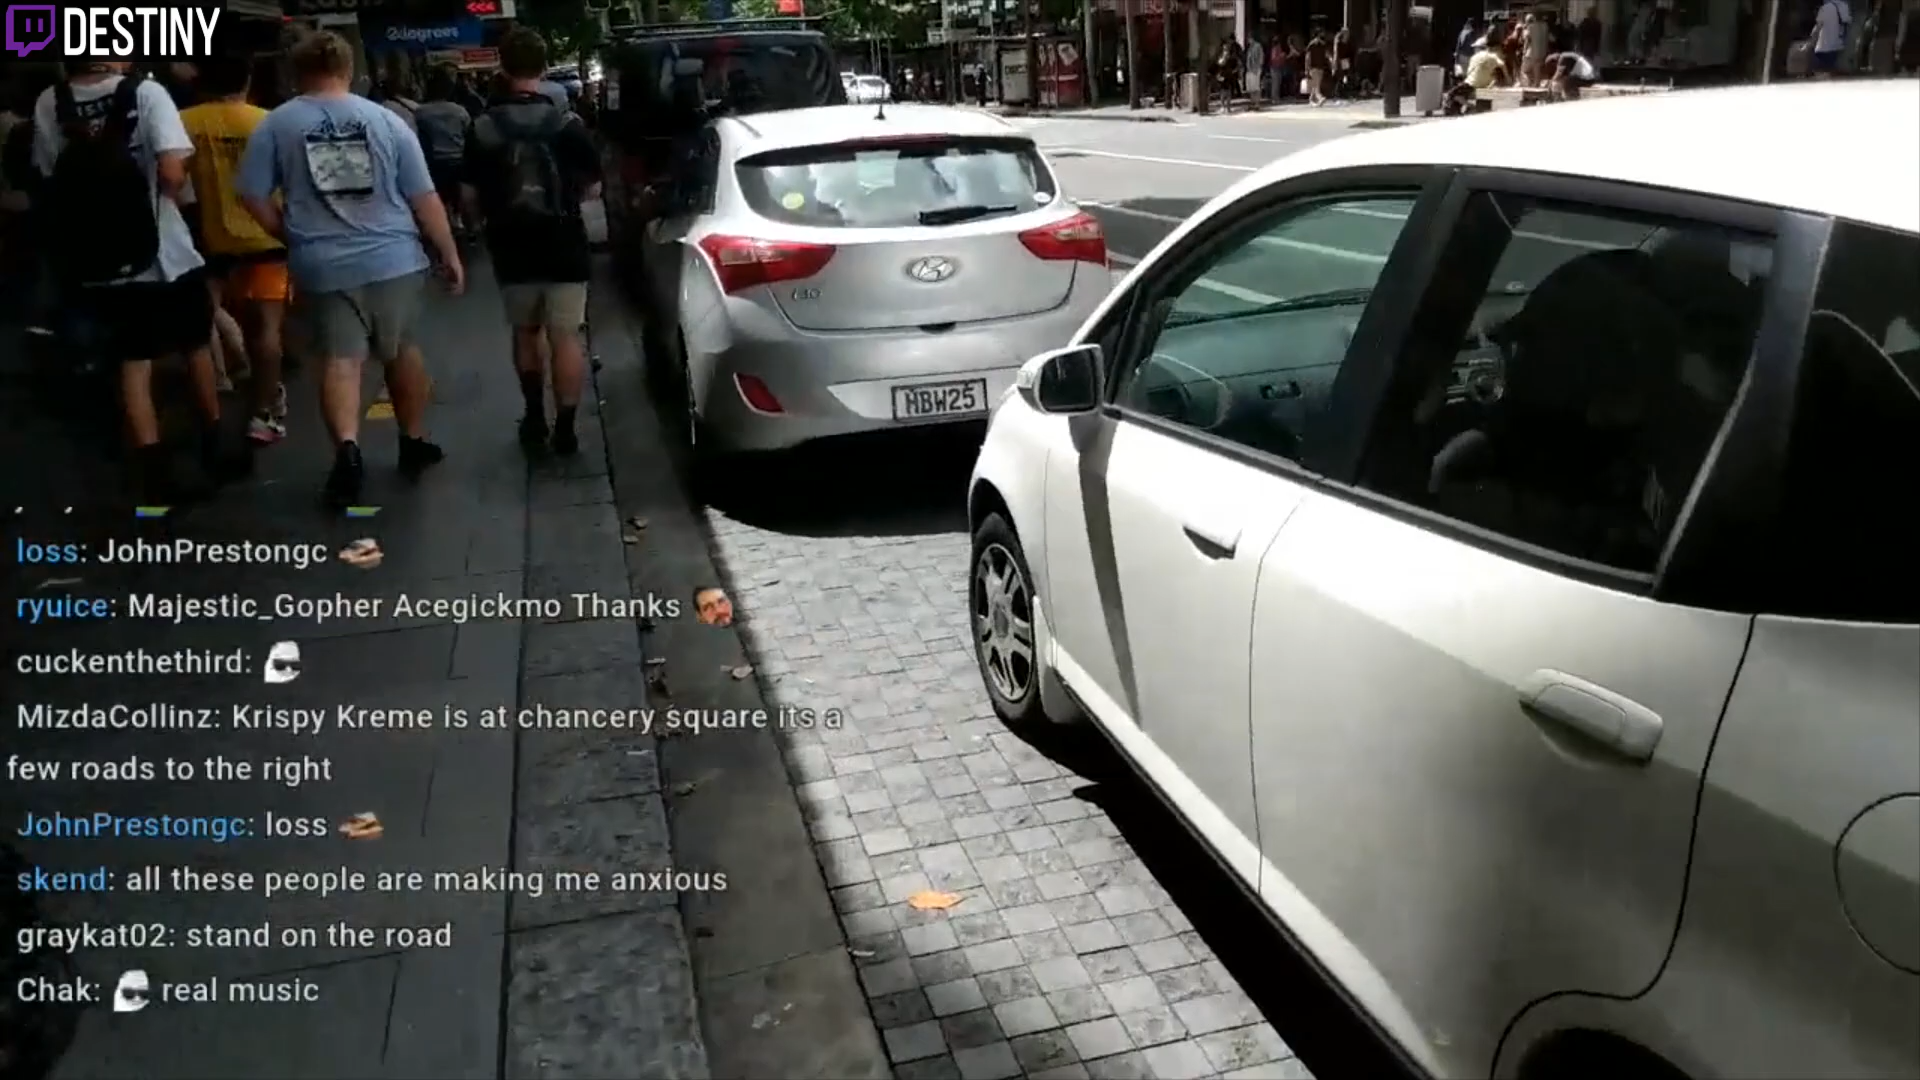 DESTINY
2degrees
i30
HBW25
loss: JohnPrestongc
ryuice: Majestic_Gopher Acegickmo Thanks
cuckenthethird:
MizdaCollinz: Krispy Kreme is at chancery square its a
few roads to the right
JohnPrestongc: loss
skend: all these people are making me anxious
graykat02: stand on the road
Chak: real music